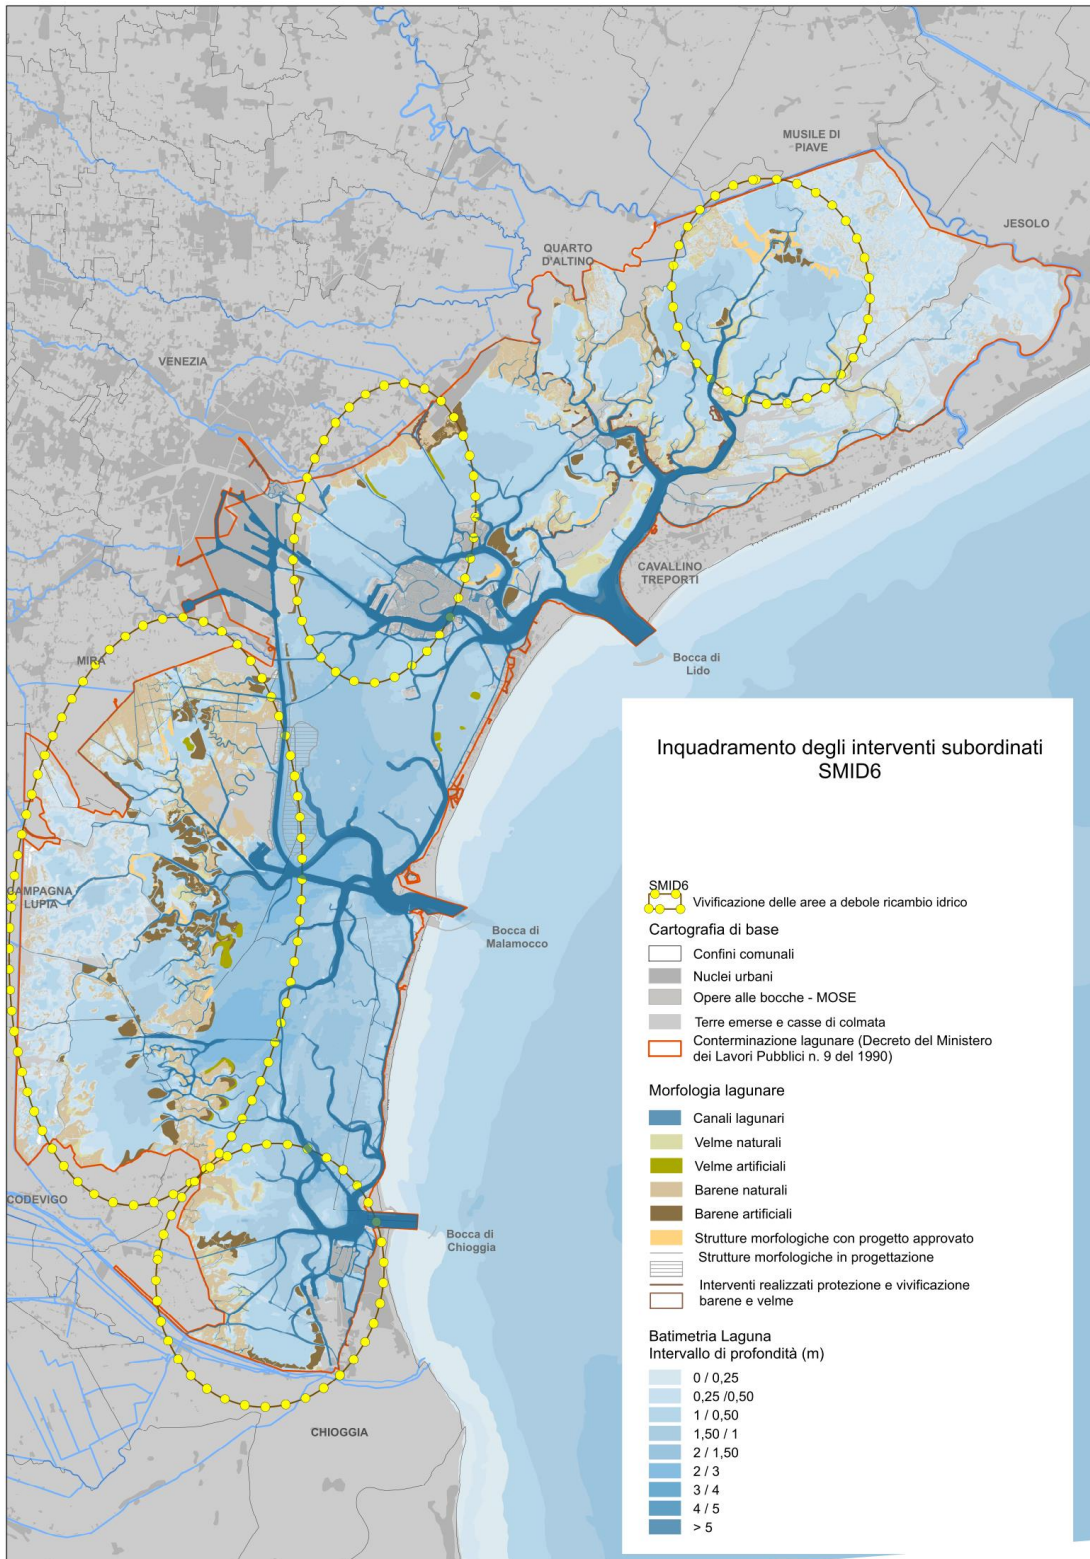 MUSILE DI
PIAVE
JESOLO
QUARTO
D'ALTINO
VENEZIA
CAVALLINO
TREPORTI
Bocca di
Lido
MIRA
CAMPAGNA
LUPIA
Bocca di
Malamocco
CODEVIGO
Bocca di
Chioggia
CHIOGGIA
Inquadramento degli interventi subordinati
SMID6
SMID6
Vivificazione delle aree a debole ricambio idrico
Cartografia di base
Confini comunali
Nuclei urbani
Opere alle bocche - MOSE
Terre emerse e casse di colmata
Conterminazione lagunare (Decreto del Ministero
dei Lavori Pubblici n. 9 del 1990)
Morfologia lagunare
Canali lagunari
Velme naturali
Velme artificiali
Barene naturali
Barene artificiali
Strutture morfologiche con progetto approvato
Strutture morfologiche in progettazione
Interventi realizzati protezione e vivificazione
barene e velme
Batimetria Laguna
Intervallo di profondità (m)
0 / 0,25
0,25 /0,50
1 / 0,50
1,50 / 1
2 / 1,50
2 / 3
3 / 4
4 / 5
> 5